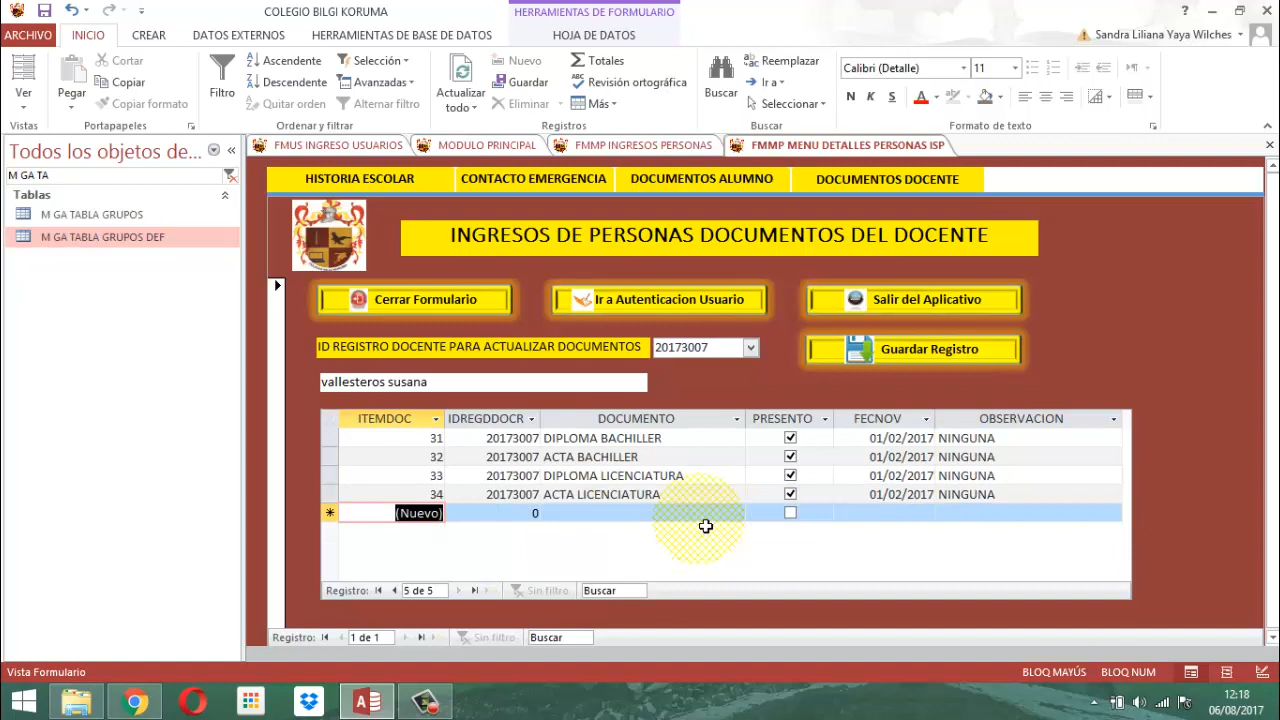 COLEGIO BILGI KORUMA
HERRAMIENTAS DE FORMULARIO
?
ARCHIVO INICIO CREAR DATOS EXTERNOS HERRAMIENTAS DE BASE DE DATOS HOJA DE DATOS
Sandra Liliana Yaya Wilches
Ver
Vistas
Pegar
Cortar
Copiar
Copiar formato
Portapapeles
Filtro
Ascendente
Descendente
Quitar orden
Selección
Avanzadas
Alternar filtro
Ordenar y filtrar
Actualizar todo
Nuevo
Guardar
Eliminar
Totales
Revisión ortográfica
Más
Registros
Buscar
Reemplazar
Ir a
Seleccionar
Buscar
Calibri (Detalle) 11
N K S A
Formato de texto
Todos los objetos de...
M GA TA
Tablas
M GA TABLA GRUPOS
M GA TABLA GRUPOS DEF
FMUS INGRESO USUARIOS MODULO PRINCIPAL FMMP INGRESOS PERSONAS FMMP MENU DETALLES PERSONAS ISP
HISTORIA ESCOLAR CONTACTO EMERGENCIA DOCUMENTOS ALUMNO DOCUMENTOS DOCENTE
INGRESOS DE PERSONAS DOCUMENTOS DEL DOCENTE
Cerrar Formulario Ir a Autenticacion Usuario Salir del Aplicativo
ID REGISTRO DOCENTE PARA ACTUALIZAR DOCUMENTOS 20173007 Guardar Registro
vallesteros susana
ITEMDOC IDREGDDOCR DOCUMENTO PRESENTO FECNOV OBSERVACION
31 20173007 DIPLOMA BACHILLER 01/02/2017 NINGUNA
32 20173007 ACTA BACHILLER 01/02/2017 NINGUNA
33 20173007 DIPLOMA LICENCIATURA 01/02/2017 NINGUNA
34 20173007 ACTA LICENCIATURA 01/02/2017 NINGUNA
(Nuevo) 0
Registro: 5 de 5 Sin filtro Buscar
Registro: 1 de 1 Sin filtro Buscar
Vista Formulario BLOQ MAYÚS BLOQ NUM
12:18
06/08/2017